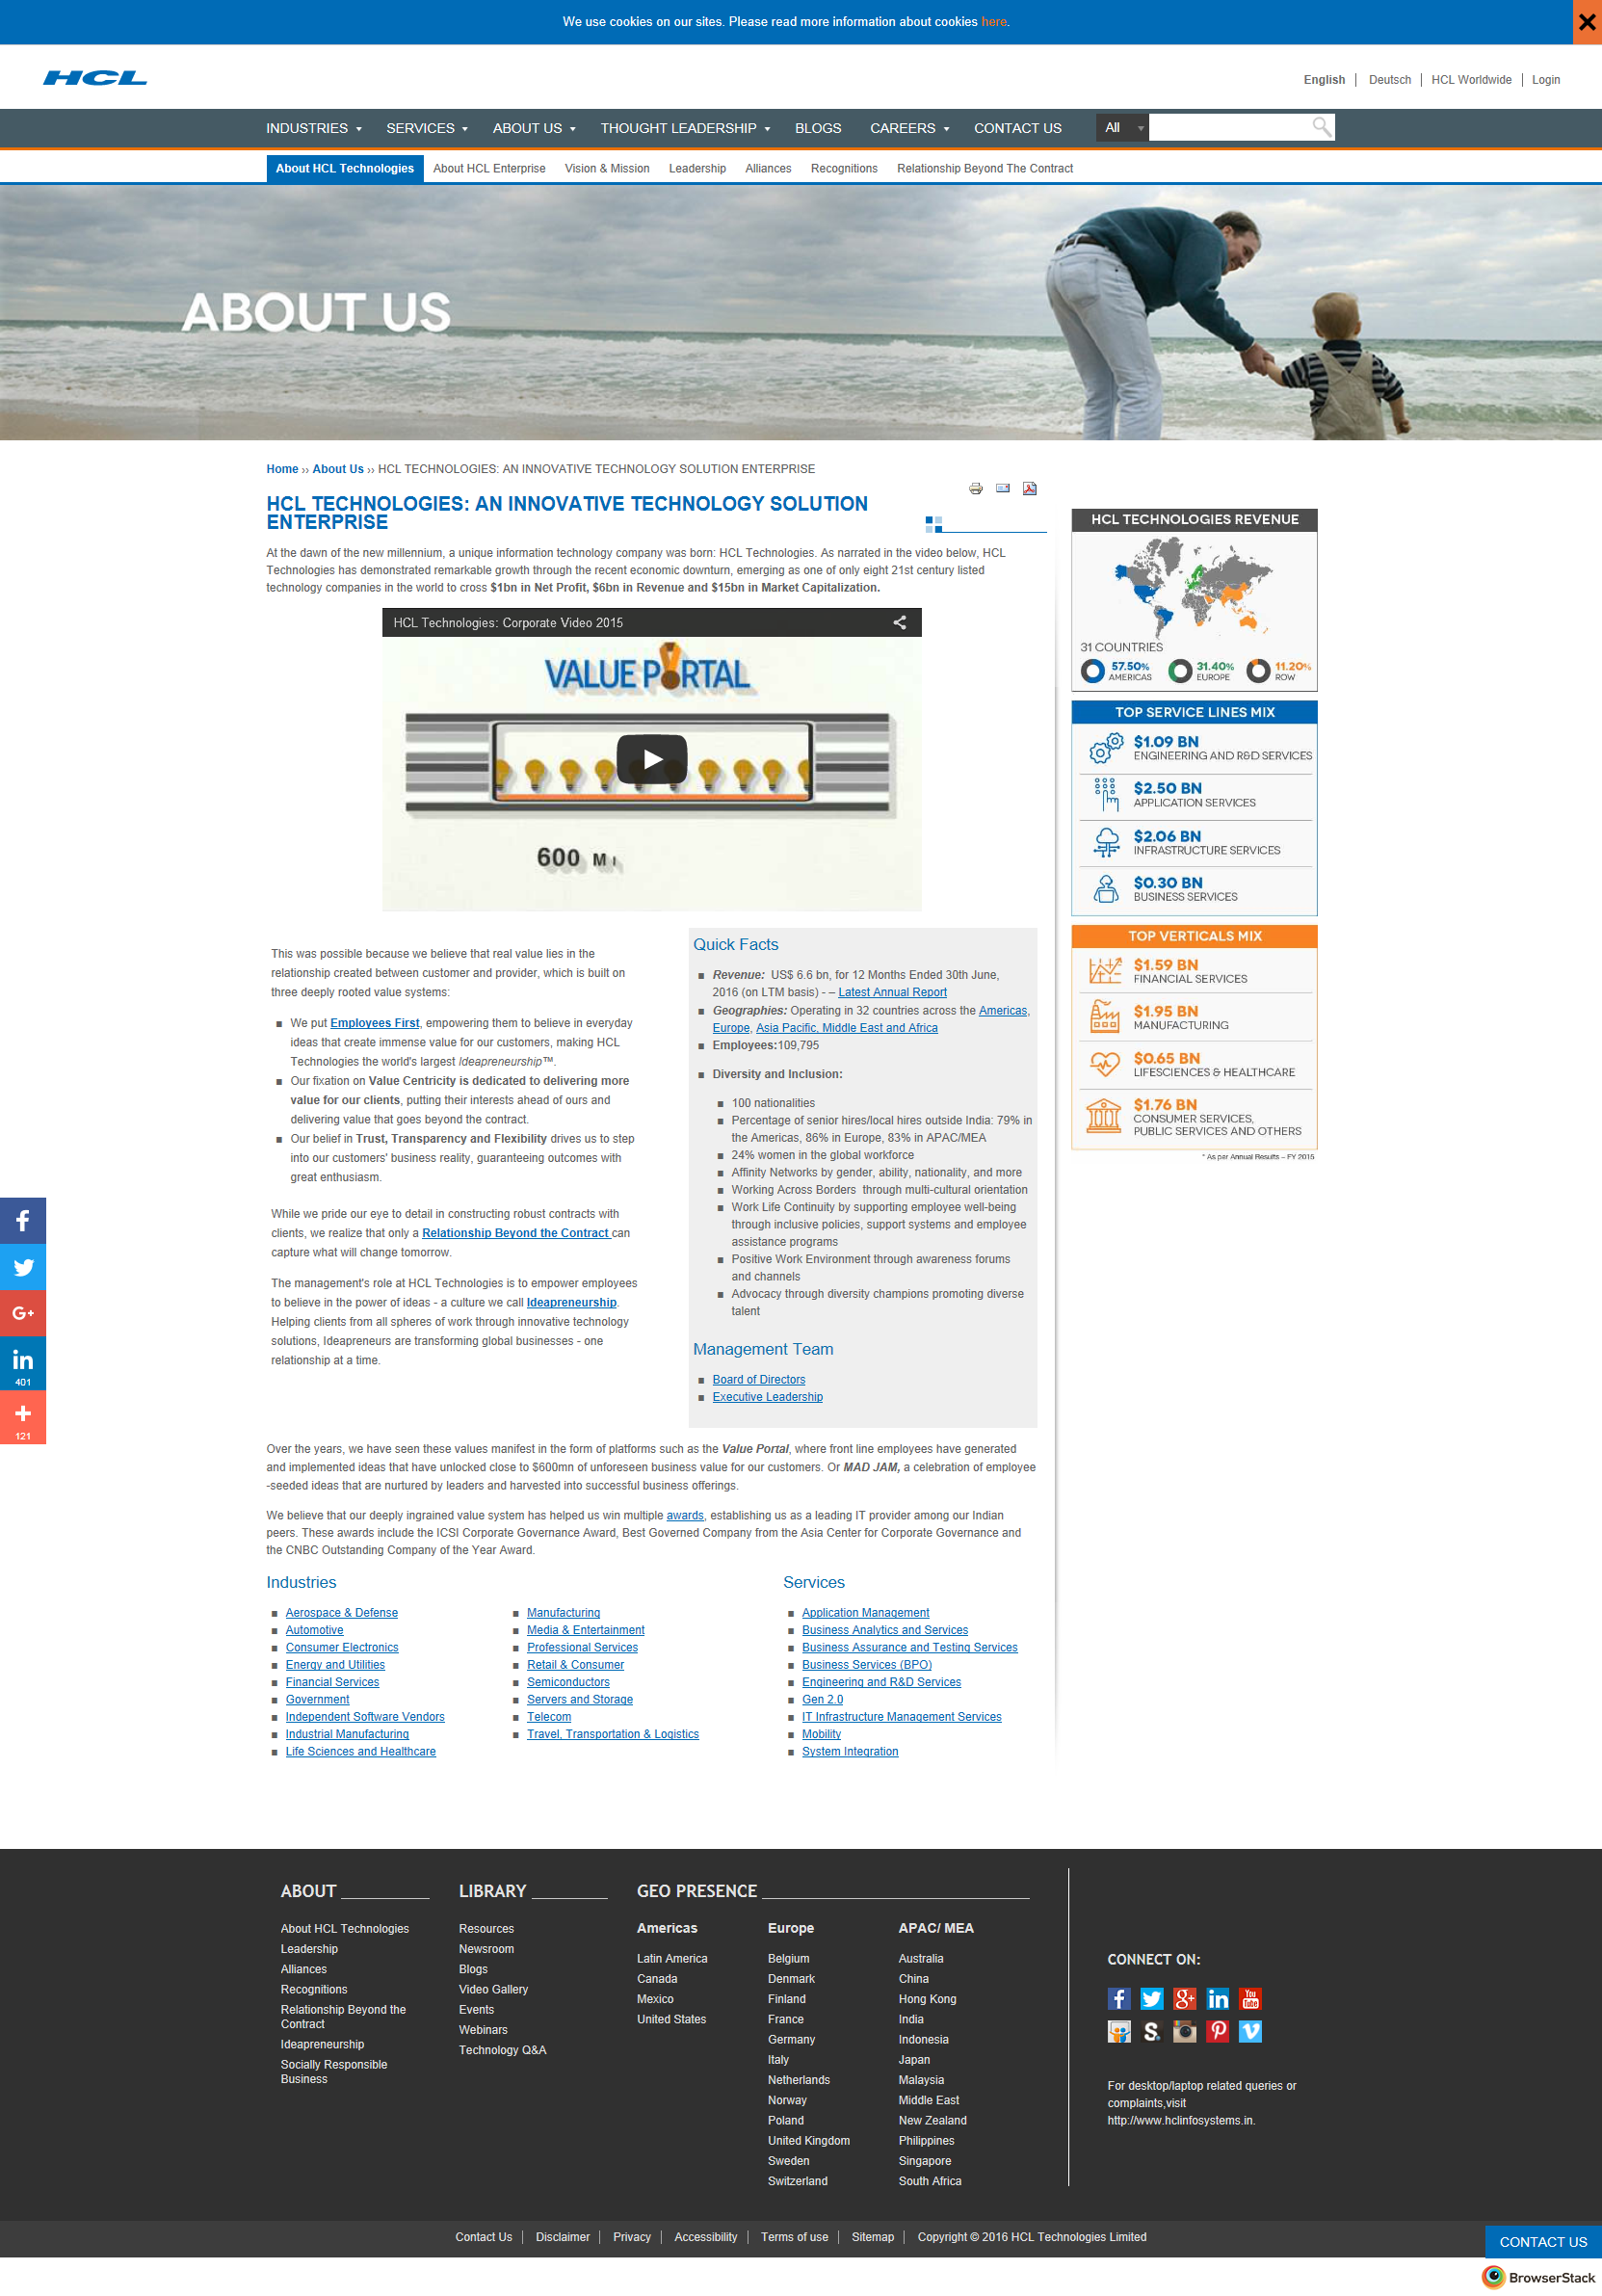 We use cookies on our sites. Please read more information about cookies here.
HCL
English
Deutsch
HCL Worldwide
Login
INDUSTRIES
SERVICES
ABOUT US
THOUGHT LEADERSHIP
BLOGS
CAREERS
CONTACT US
All
About HCL Technologies
About HCL Enterprise
Vision & Mission
Leadership
Alliances
Recognitions
Relationship Beyond The Contract
ABOUT US
Home ›› About Us ›› HCL TECHNOLOGIES: AN INNOVATIVE TECHNOLOGY SOLUTION ENTERPRISE
HCL TECHNOLOGIES: AN INNOVATIVE TECHNOLOGY SOLUTION
ENTERPRISE
At the dawn of the new millennium, a unique information technology company was born: HCL Technologies. As narrated in the video below, HCL
Technologies has demonstrated remarkable growth through the recent economic downturn, emerging as one of only eight 21st century listed
technology companies in the world to cross $1bn in Net Profit, $6bn in Revenue and $15bn in Market Capitalization.
HCL Technologies: Corporate Video 2015
VALUE PORTAL
600 M
This was possible because we believe that real value lies in the
relationship created between customer and provider, which is built on
three deeply rooted value systems:
We put Employees First, empowering them to believe in everyday
ideas that create immense value for our customers, making HCL
Technologies the world's largest Ideapreneurship™.
Our fixation on Value Centricity is dedicated to delivering more
value for our clients, putting their interests ahead of ours and
delivering value that goes beyond the contract.
Our belief in Trust, Transparency and Flexibility drives us to step
into our customers' business reality, guaranteeing outcomes with
great enthusiasm.
While we pride our eye to detail in constructing robust contracts with
clients, we realize that only a Relationship Beyond the Contract can
capture what will change tomorrow.
The management's role at HCL Technologies is to empower employees
to believe in the power of ideas - a culture we call Ideapreneurship.
Helping clients from all spheres of work through innovative technology
solutions, Ideapreneurs are transforming global businesses - one
relationship at a time.
Quick Facts
Revenue: US$ 6.6 bn, for 12 Months Ended 30th June,
2016 (on LTM basis) - – Latest Annual Report
Geographies: Operating in 32 countries across the Americas,
Europe, Asia Pacific, Middle East and Africa
Employees:109,795
Diversity and Inclusion:
100 nationalities
Percentage of senior hires/local hires outside India: 79% in
the Americas, 86% in Europe, 83% in APAC/MEA
24% women in the global workforce
Affinity Networks by gender, ability, nationality, and more
Working Across Borders through multi-cultural orientation
Work Life Continuity by supporting employee well-being
through inclusive policies, support systems and employee
assistance programs
Positive Work Environment through awareness forums
and channels
Advocacy through diversity champions promoting diverse
talent
Management Team
Board of Directors
Executive Leadership
HCL TECHNOLOGIES REVENUE
31 COUNTRIES
57.50%
AMERICAS
31.40%
EUROPE
11.20%
ROW
TOP SERVICE LINES MIX
$1.09 BN
ENGINEERING AND R&D SERVICES
$2.50 BN
APPLICATION SERVICES
$2.06 BN
INFRASTRUCTURE SERVICES
$0.30 BN
BUSINESS SERVICES
TOP VERTICALS MIX
$1.59 BN
FINANCIAL SERVICES
$1.95 BN
MANUFACTURING
$0.65 BN
LIFESCIENCES & HEALTHCARE
$1.76 BN
CONSUMER SERVICES,
PUBLIC SERVICES AND OTHERS
* As per Annual Results – FY 2015
401
121
Over the years, we have seen these values manifest in the form of platforms such as the Value Portal, where front line employees have generated
and implemented ideas that have unlocked close to $600mn of unforeseen business value for our customers. Or MAD JAM, a celebration of employee
-seeded ideas that are nurtured by leaders and harvested into successful business offerings.
We believe that our deeply ingrained value system has helped us win multiple awards, establishing us as a leading IT provider among our Indian
peers. These awards include the ICSI Corporate Governance Award, Best Governed Company from the Asia Center for Corporate Governance and
the CNBC Outstanding Company of the Year Award.
Industries
Aerospace & Defense
Automotive
Consumer Electronics
Energy and Utilities
Financial Services
Government
Independent Software Vendors
Industrial Manufacturing
Life Sciences and Healthcare
Manufacturing
Media & Entertainment
Professional Services
Retail & Consumer
Semiconductors
Servers and Storage
Telecom
Travel, Transportation & Logistics
Services
Application Management
Business Analytics and Services
Business Assurance and Testing Services
Business Services (BPO)
Engineering and R&D Services
Gen 2.0
IT Infrastructure Management Services
Mobility
System Integration
ABOUT
About HCL Technologies
Leadership
Alliances
Recognitions
Relationship Beyond the
Contract
Ideapreneurship
Socially Responsible
Business
LIBRARY
Resources
Newsroom
Blogs
Video Gallery
Events
Webinars
Technology Q&A
GEO PRESENCE
Americas
Latin America
Canada
Mexico
United States
Europe
Belgium
Denmark
Finland
France
Germany
Italy
Netherlands
Norway
Poland
United Kingdom
Sweden
Switzerland
APAC/ MEA
Australia
China
Hong Kong
India
Indonesia
Japan
Malaysia
Middle East
New Zealand
Philippines
Singapore
South Africa
CONNECT ON:
For desktop/laptop related queries or
complaints,visit
http://www.hclinfosystems.in.
Contact Us
Disclaimer
Privacy
Accessibility
Terms of use
Sitemap
Copyright © 2016 HCL Technologies Limited
CONTACT US
BrowserStack